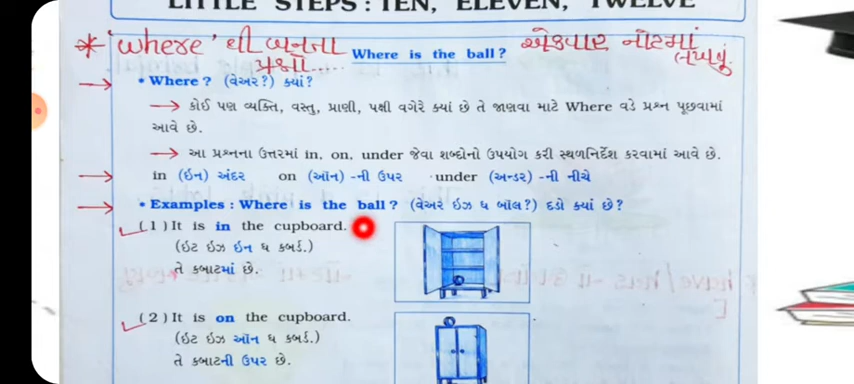 LITTLE STEPS : TEN, ELEVEN, TWELVE
* 'where' થી બનતા પ્રશ્નો...
Where is the ball?
એકવાર નોટમાં લખવું.
• Where? (વેઅર?) ક્યાં?
→ કોઈ પણ વ્યક્તિ, વસ્તુ, પ્રાણી, પક્ષી વગેરે ક્યાં છે તે જાણવા માટે Where વડે પ્રશ્ન પૂછવામાં
આવે છે.
→ આ પ્રશ્નના ઉત્તરમાં in, on, under જેવા શબ્દોનો ઉપયોગ કરી સ્થળનિર્દેશ કરવામાં આવે છે.
in (ઇન) અંદર on (ઑન) -ની ઉપર under (અન્ડર) -ની નીચે
• Examples : Where is the ball? (વેઅર ઇઝ ધ બૉલ?) દડો ક્યાં છે?
(1) It is in the cupboard.
(ઇટ ઇઝ ઇન ધ કબર્ડ.)
તે કબાટમાં છે.
(2) It is on the cupboard.
(ઇટ ઇઝ ઑન ધ કબર્ડ.)
તે કબાટની ઉપર છે.